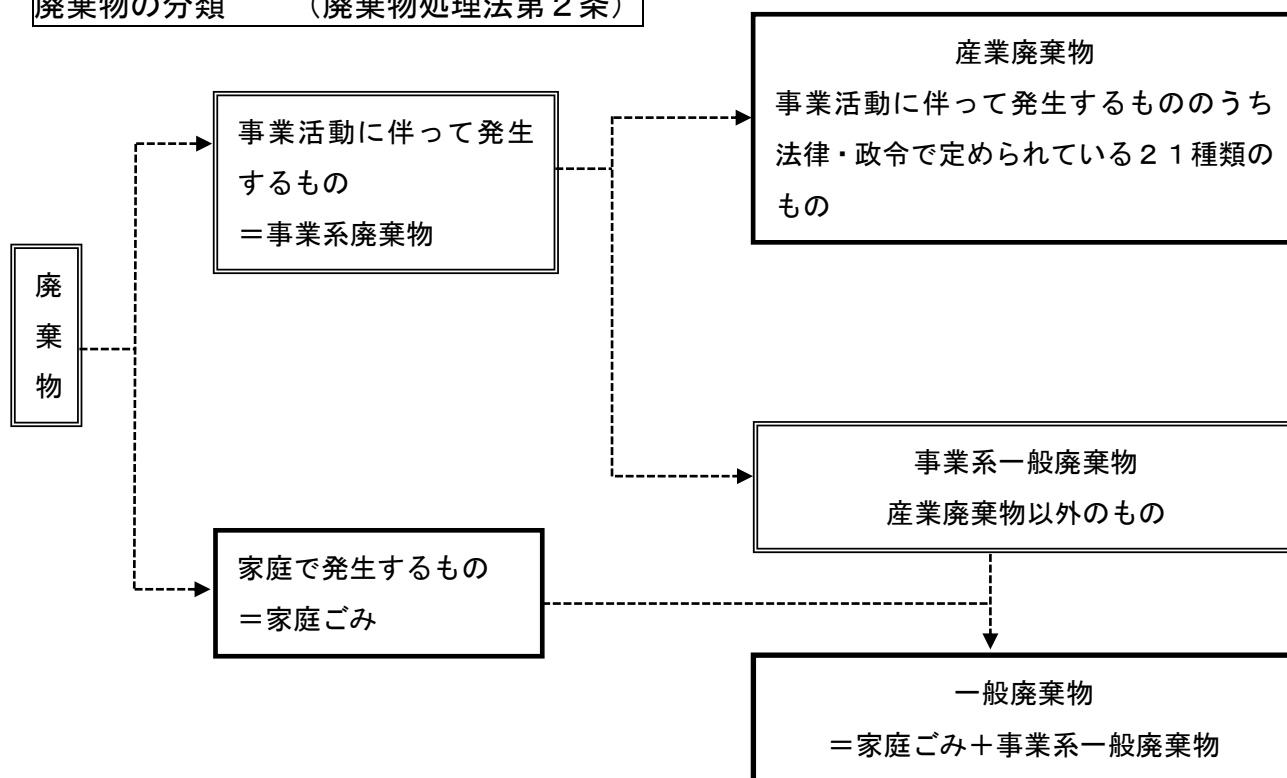 廃棄物の分類　　（廃棄物処理法第２条）
産業廃棄物
事業活動に伴って発生するもののうち
法律・政令で定められている２１種類の
もの
事業活動に伴って発生
するもの
＝事業系廃棄物
廃
棄
物
事業系一般廃棄物
産業廃棄物以外のもの
家庭で発生するもの
＝家庭ごみ
一般廃棄物
＝家庭ごみ＋事業系一般廃棄物